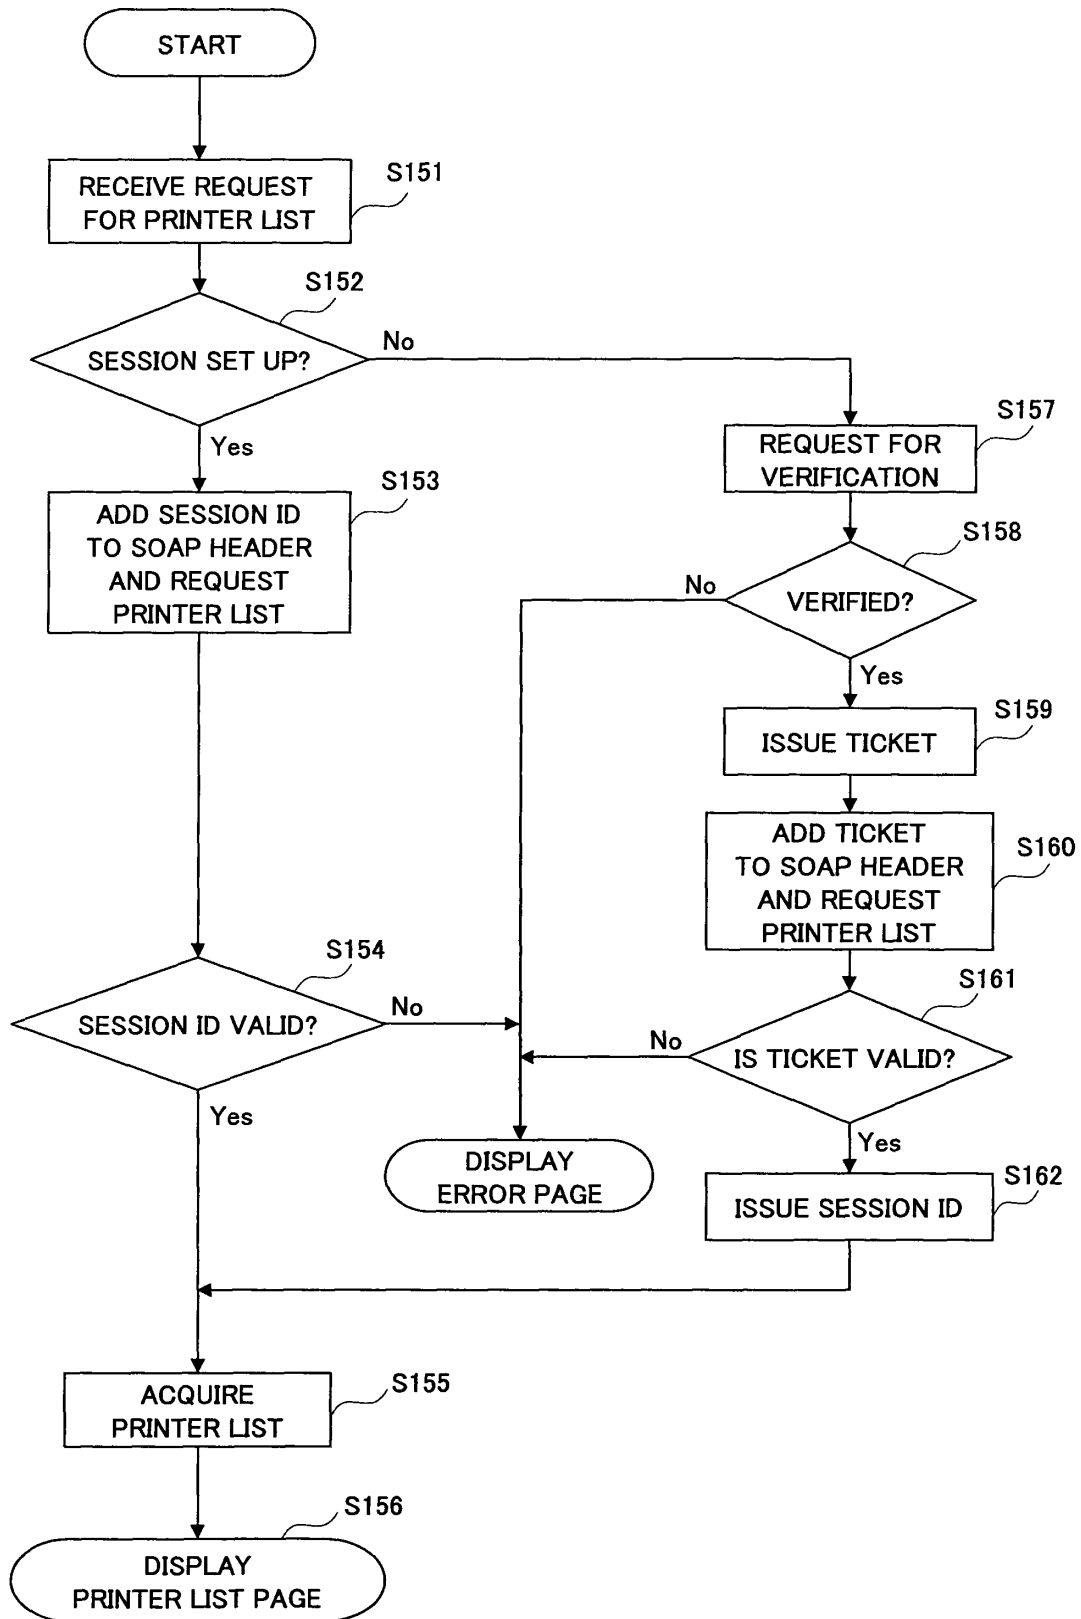 START
RECEIVE REQUEST
FOR PRINTER LIST
S151
S152
SESSION SET UP?
No
Yes
S153
ADD SESSION ID
TO SOAP HEADER
AND REQUEST
PRINTER LIST
S157
REQUEST FOR
VERIFICATION
S158
No
VERIFIED?
Yes
S159
ISSUE TICKET
ADD TICKET
TO SOAP HEADER
AND REQUEST
PRINTER LIST
S160
S154
SESSION ID VALID?
No
Yes
S161
No
IS TICKET VALID?
Yes
DISPLAY
ERROR PAGE
S162
ISSUE SESSION ID
ACQUIRE
PRINTER LIST
S155
S156
DISPLAY
PRINTER LIST PAGE